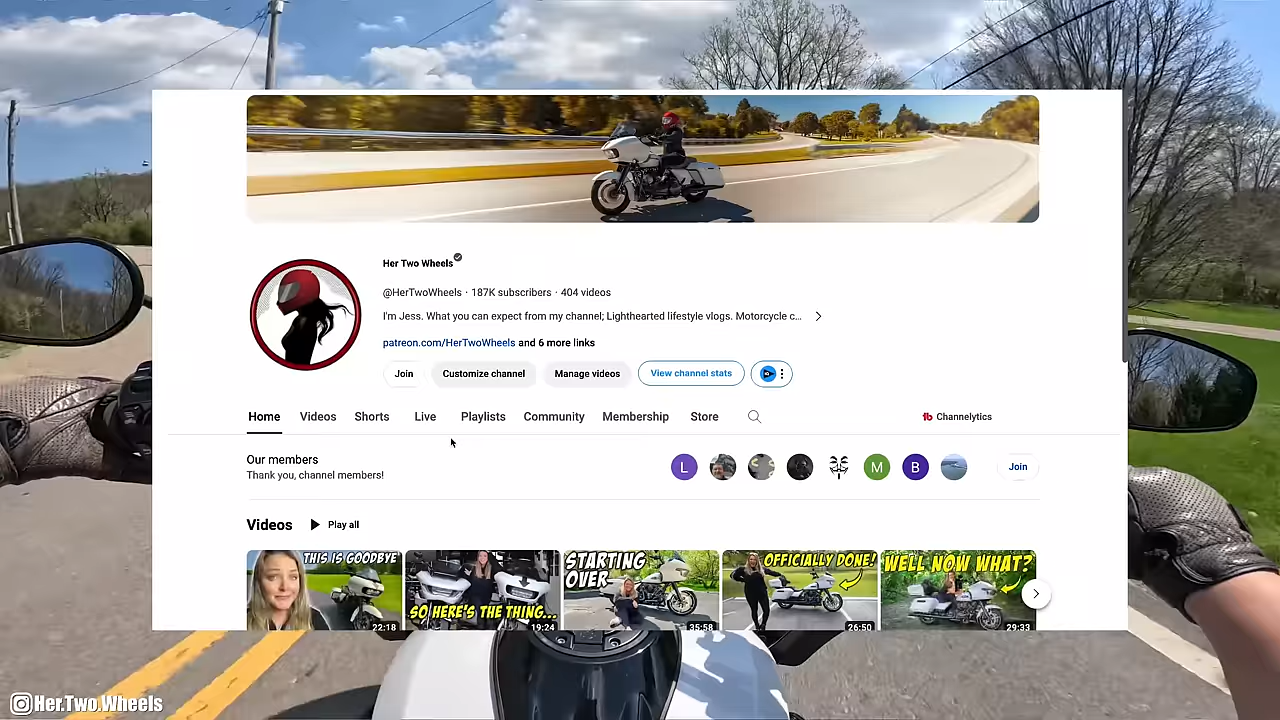 Her Two Wheels
@HerTwoWheels · 187K subscribers · 404 videos
I'm Jess. What you can expect from my channel; Lighthearted lifestyle vlogs. Motorcycle c...
patreon.com/HerTwoWheels and 6 more links
Join
Customize channel
Manage videos
View channel stats
Home
Videos
Shorts
Live
Playlists
Community
Membership
Store
Channelytics
Our members
Thank you, channel members!
L
M
B
Join
Videos
Play all
THIS IS GOODBYE
22:18
SO HERE'S THE THING...
19:24
STARTING
OVER
35:58
OFFICIALLY DONE!
26:50
WELL NOW WHAT?
29:33
Her.Two.Wheels